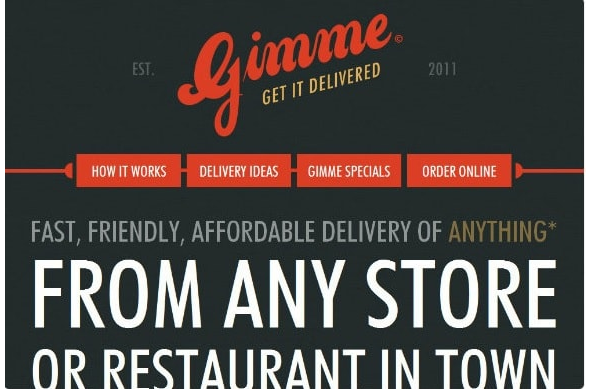 Gimme©
EST. GET IT DELIVERED 2011
HOW IT WORKS DELIVERY IDEAS GIMME SPECIALS ORDER ONLINE
FAST, FRIENDLY, AFFORDABLE DELIVERY OF ANYTHING*
FROM ANY STORE
OR RESTAURANT IN TOWN